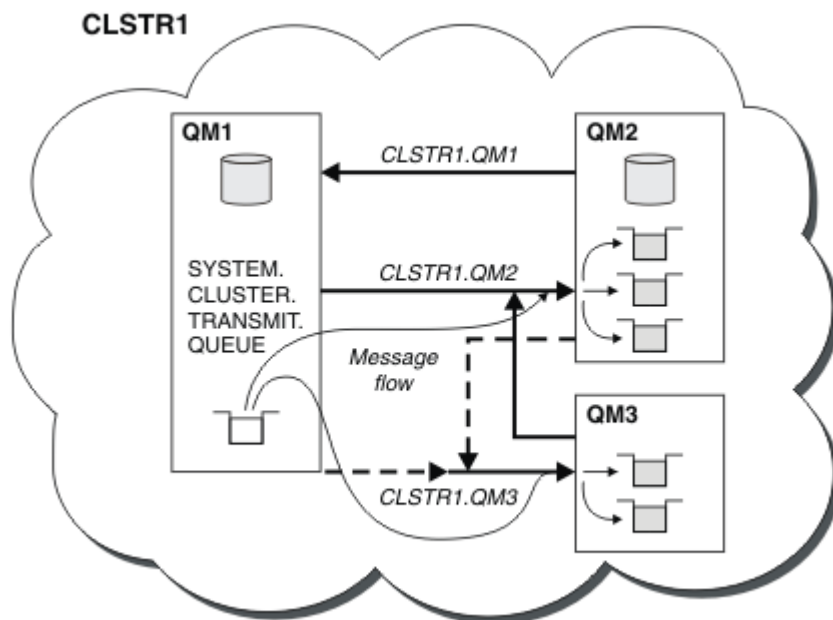 CLSTR1
QM1
CLSTR1.QM1
QM2
SYSTEM.
CLUSTER.
TRANSMIT.
QUEUE
CLSTR1.QM2
Message
flow
QM3
CLSTR1.QM3